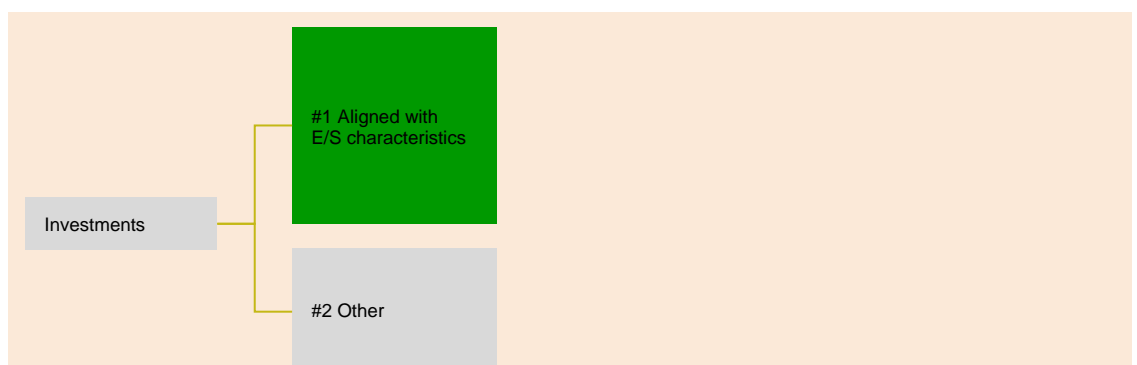 #1 Aligned with
E/S characteristics
Investments
#2 Other